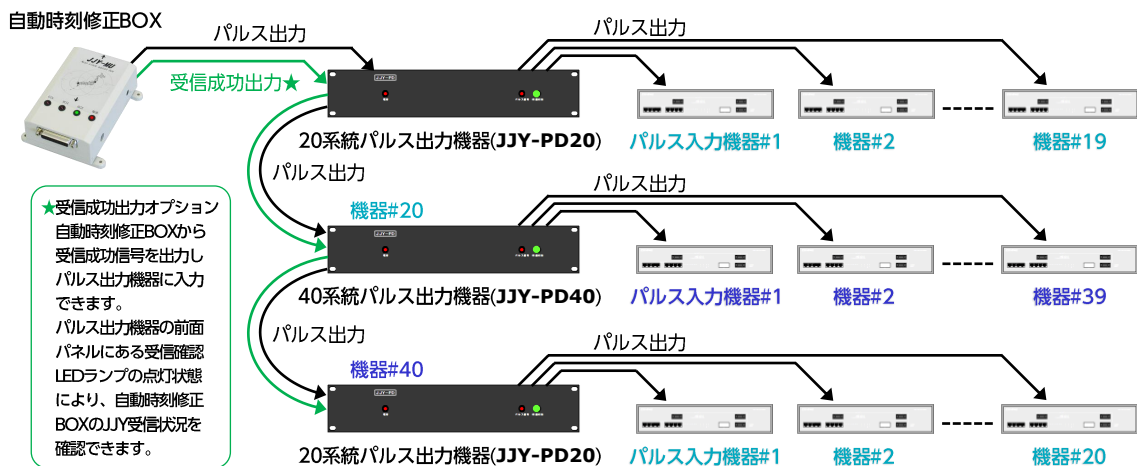 自動時刻修正BOX
JJY-MU
パルス出力
受信成功出力★
パルス出力
JJY-PD
20系統パルス出力機器(JJY-PD20)
パルス入力機器#1
機器#2
機器#19
パルス出力
機器#20
パルス出力
JJY-PD
40系統パルス出力機器(JJY-PD40)
パルス入力機器#1
機器#2
機器#39
パルス出力
機器#40
パルス出力
JJY-PD
20系統パルス出力機器(JJY-PD20)
パルス入力機器#1
機器#2
機器#20
★受信成功出力オプション
自動時刻修正BOXから
受信成功信号を出力し
パルス出力機器に入力
できます。
パルス出力機器の前面
パネルにある受信確認
LEDランプの点灯状態
により、自動時刻修正
BOXのJJY受信状況を
確認できます。